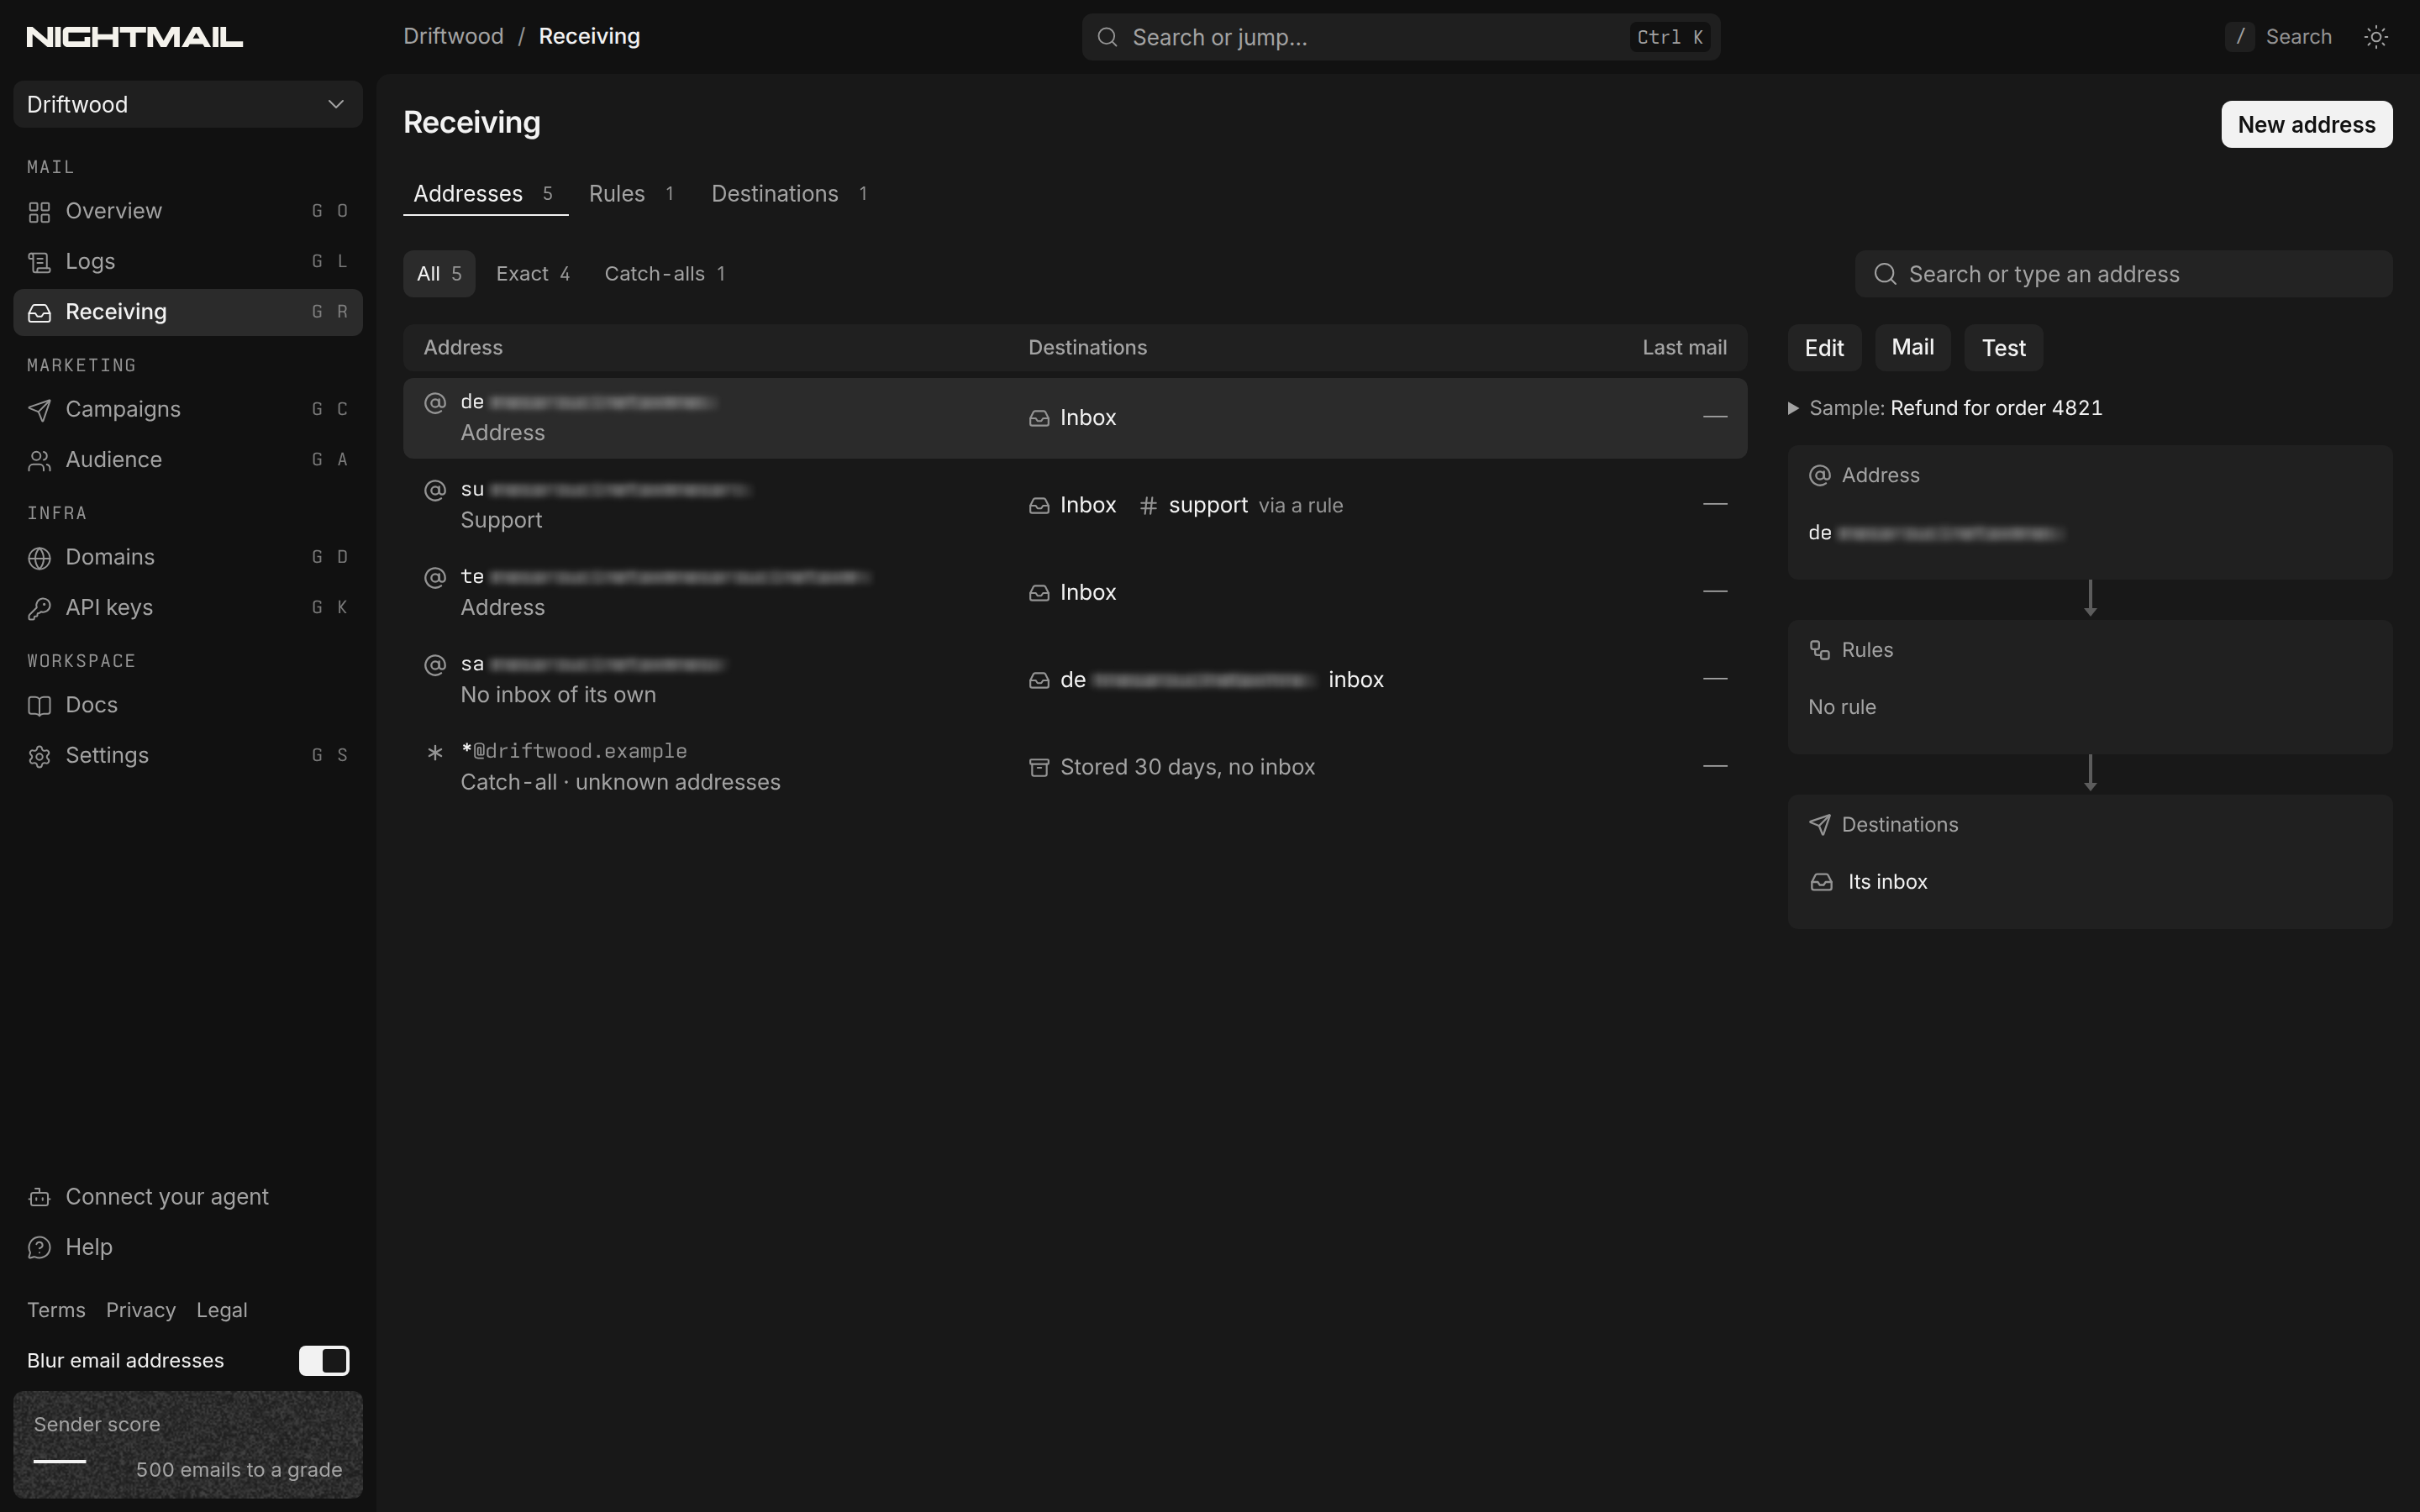 NIGHTMAIL
Driftwood / Receiving
Search or jump... Ctrl K
/ Search
Driftwood
MAIL
Overview G O
Logs G L
Receiving G R
MARKETING
Campaigns G C
Audience G A
INFRA
Domains G D
API keys G K
WORKSPACE
Docs
Settings G S
Connect your agent
Help
Terms Privacy Legal
Blur email addresses
Sender score
500 emails to a grade
Receiving
New address
Addresses 5 Rules 1 Destinations 1
All 5 Exact 4 Catch-alls 1
Search or type an address
Address Destinations Last mail
de
Address
Inbox —
su
Support
Inbox # support via a rule —
te
Address
Inbox —
sa
No inbox of its own
de inbox —
*@driftwood.example
Catch-all · unknown addresses
Stored 30 days, no inbox —
Edit Mail Test
Sample: Refund for order 4821
Address
de
Rules
No rule
Destinations
Its inbox